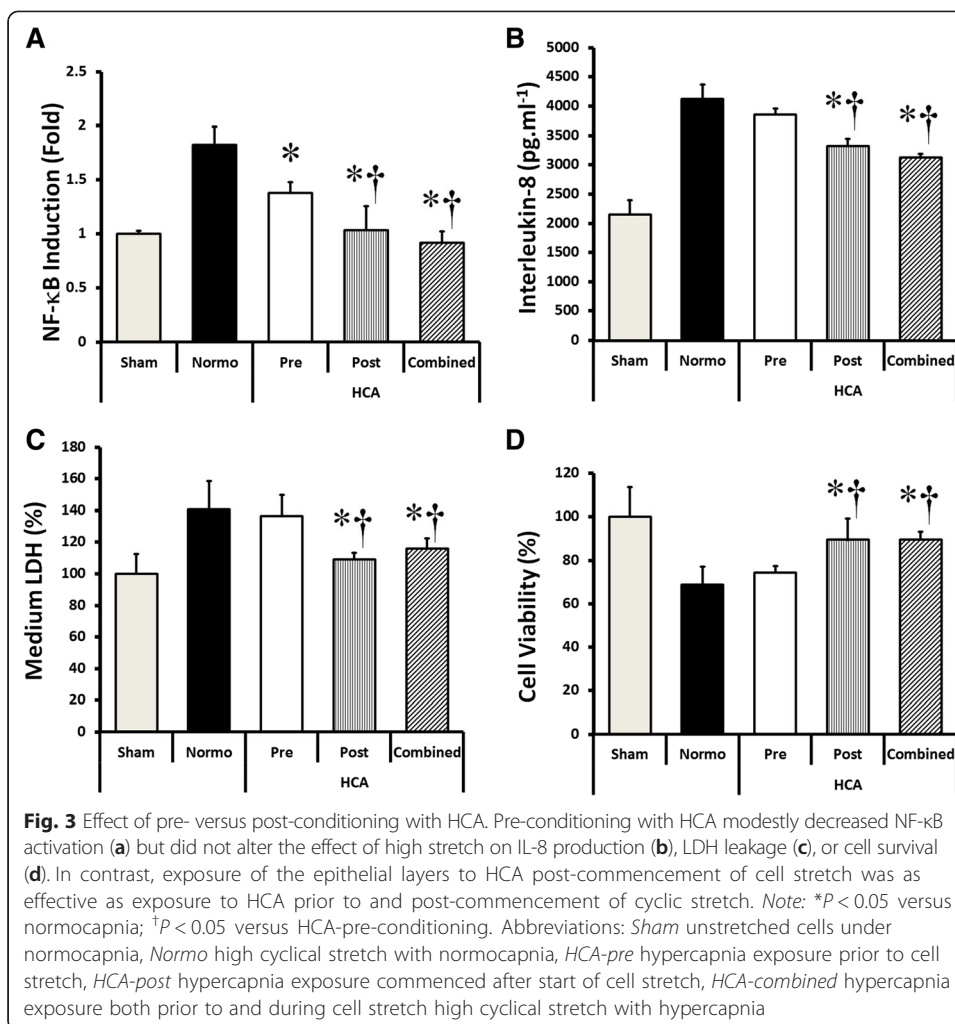 A
NF-κB Induction (Fold)
2.5
2
1.5
1
0.5
0
*
*†
*†
Sham Normo Pre Post Combined
HCA
B
Interleukin-8 (pg.ml-1)
5000
4500
4000
3500
3000
2500
2000
1500
1000
500
0
*†
*†
Sham Normo Pre Post Combined
HCA
C
Medium LDH (%)
180
160
140
120
100
80
60
40
20
0
*†
*†
Sham Normo Pre Post Combined
HCA
D
Cell Viability (%)
120
100
80
60
40
20
0
*†
*†
Sham Normo Pre Post Combined
HCA
Fig. 3 Effect of pre- versus post-conditioning with HCA. Pre-conditioning with HCA modestly decreased NF-κB
activation (a) but did not alter the effect of high stretch on IL-8 production (b), LDH leakage (c), or cell survival
(d). In contrast, exposure of the epithelial layers to HCA post-commencement of cell stretch was as
effective as exposure to HCA prior to and post-commencement of cyclic stretch. Note: *P < 0.05 versus
normocapnia; †P < 0.05 versus HCA-pre-conditioning. Abbreviations: Sham unstretched cells under
normocapnia, Normo high cyclical stretch with normocapnia, HCA-pre hypercapnia exposure prior to cell
stretch, HCA-post hypercapnia exposure commenced after start of cell stretch, HCA-combined hypercapnia
exposure both prior to and during cell stretch high cyclical stretch with hypercapnia